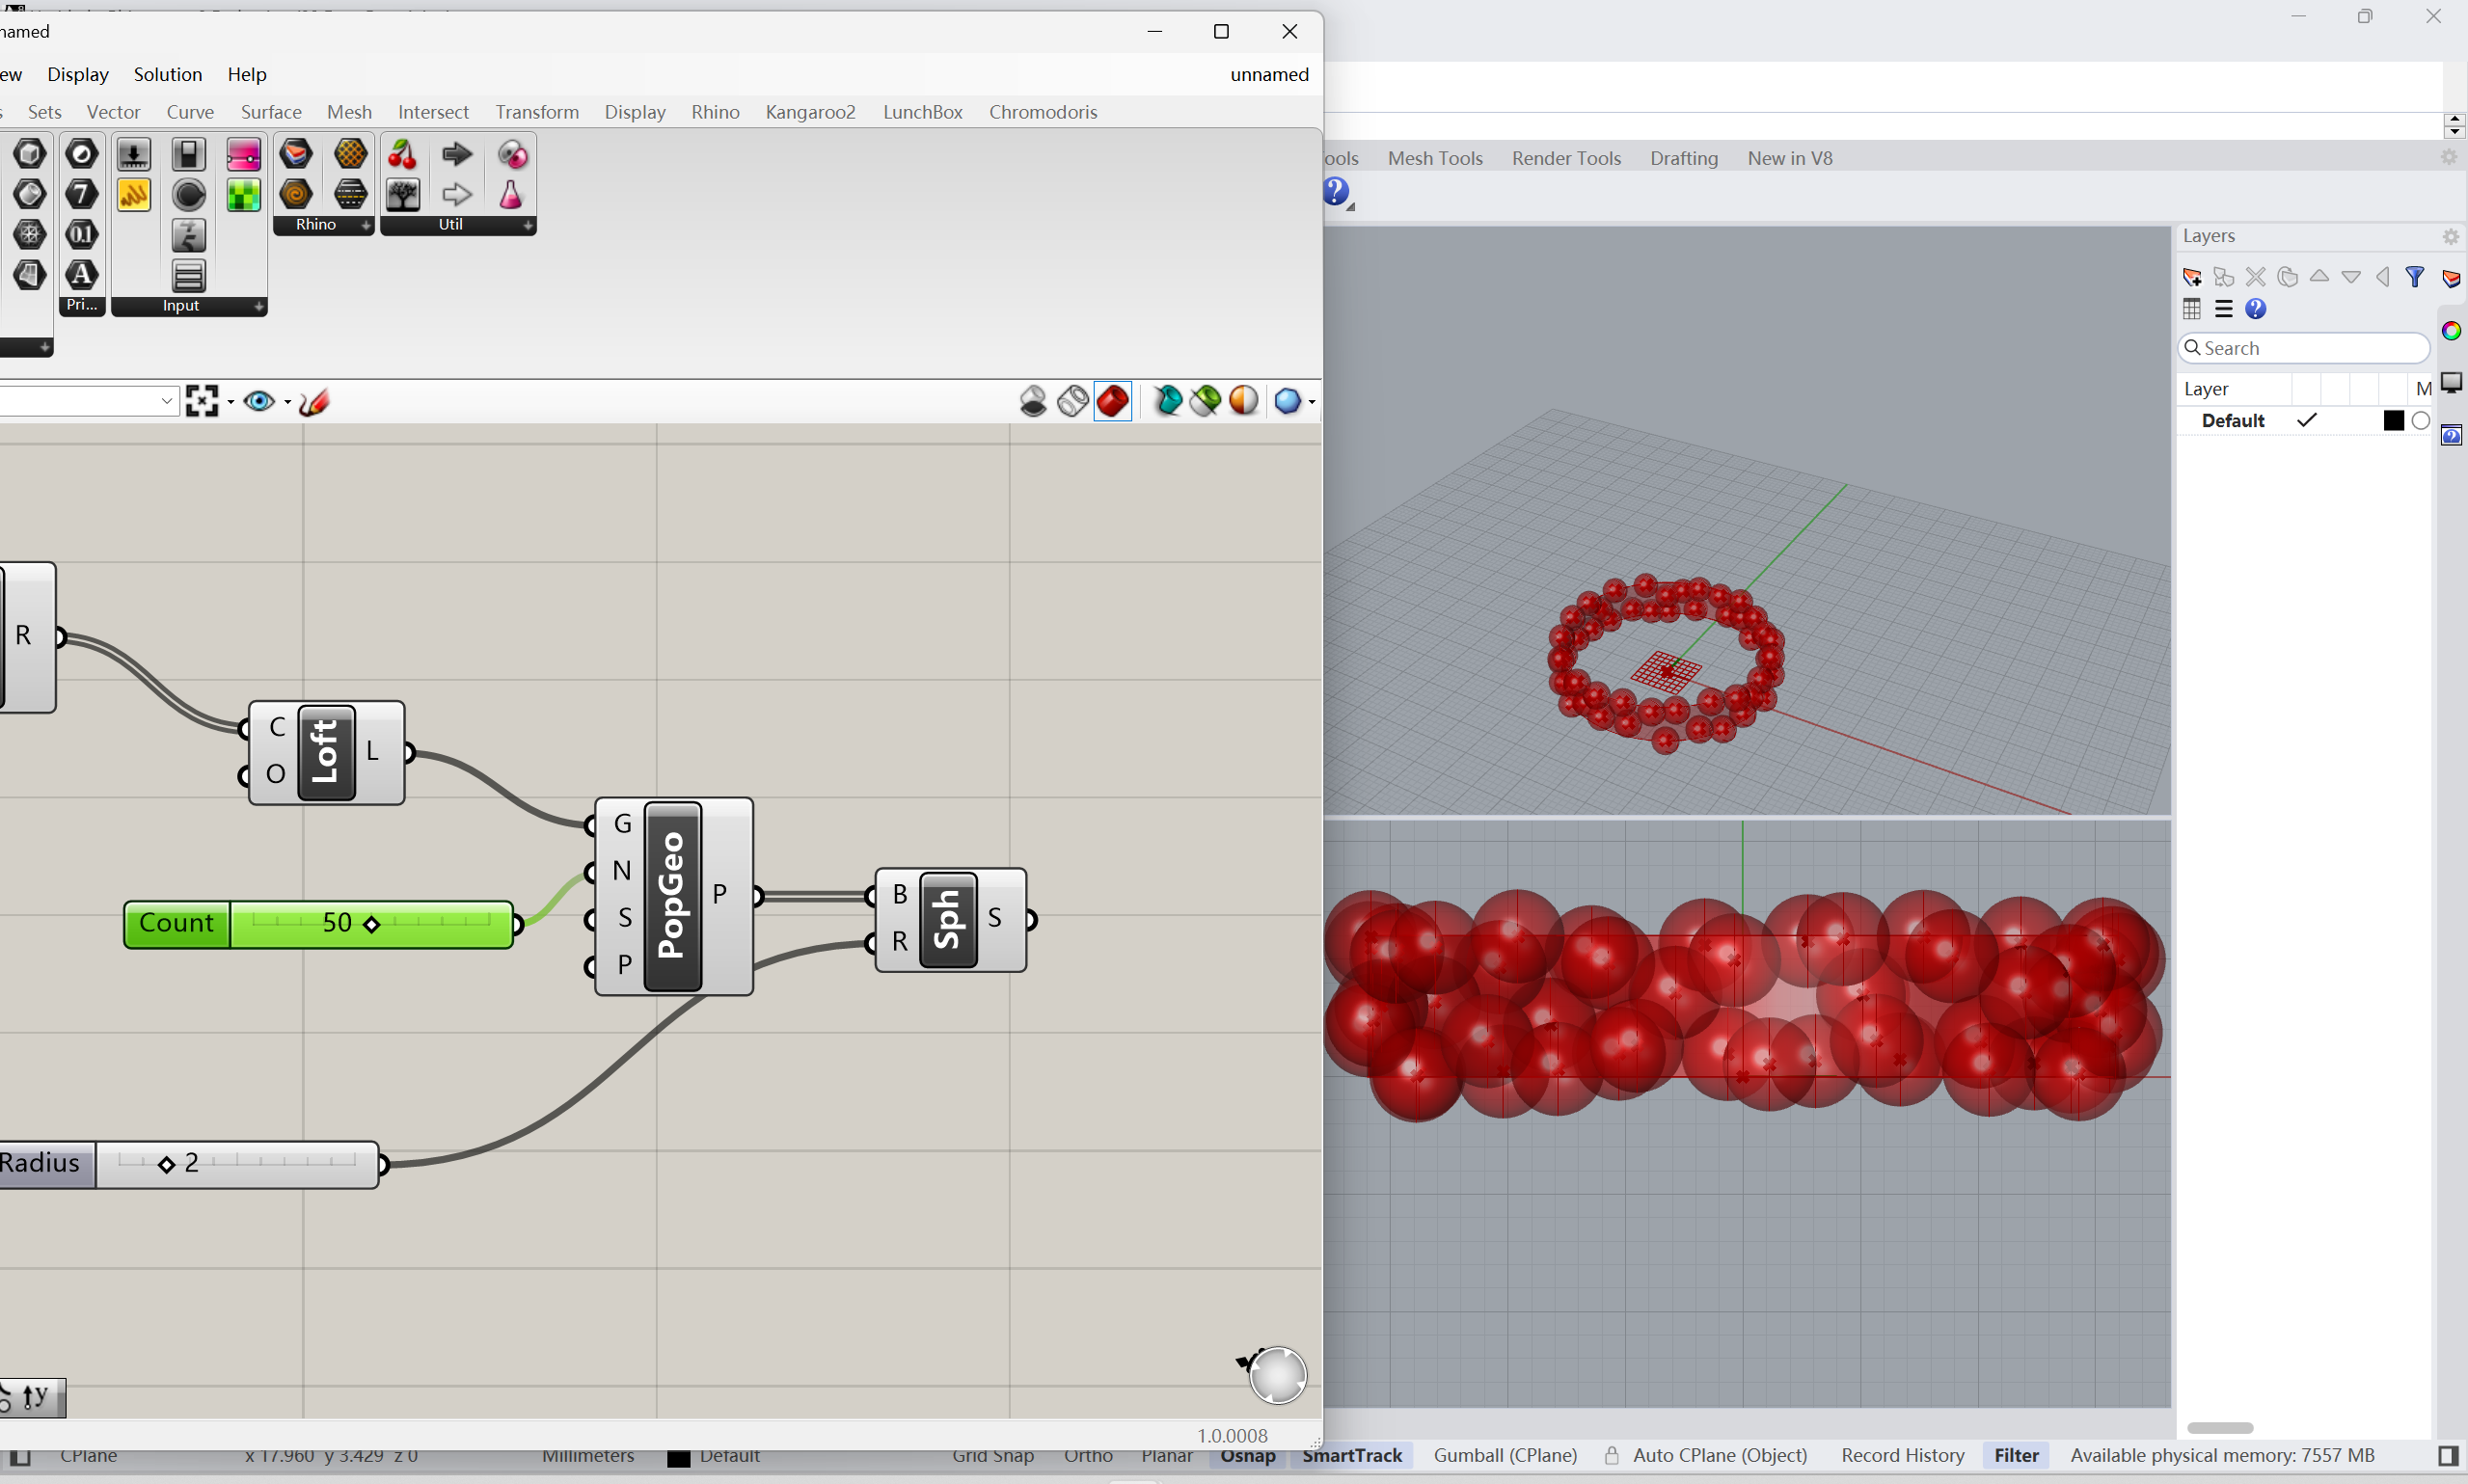 named
ew Display Solution Help unnamed
s Sets Vector Curve Surface Mesh Intersect Transform Display Rhino Kangaroo2 LunchBox Chromodoris
Pri...
Input
Rhino
Util
ools Mesh Tools Render Tools Drafting New in V8
Layers
Search
Layer M
Default
R
C
O
Loft
L
Count 50
G
N
S
P
PopGeo
P
B
R
Sph
S
Radius 2
y
1.0.0008
CPlane x 17.960 y 3.429 z 0 Millimeters Default Grid Snap Ortho Planar Osnap SmartTrack Gumball (CPlane) Auto CPlane (Object) Record History Filter Available physical memory: 7557 MB